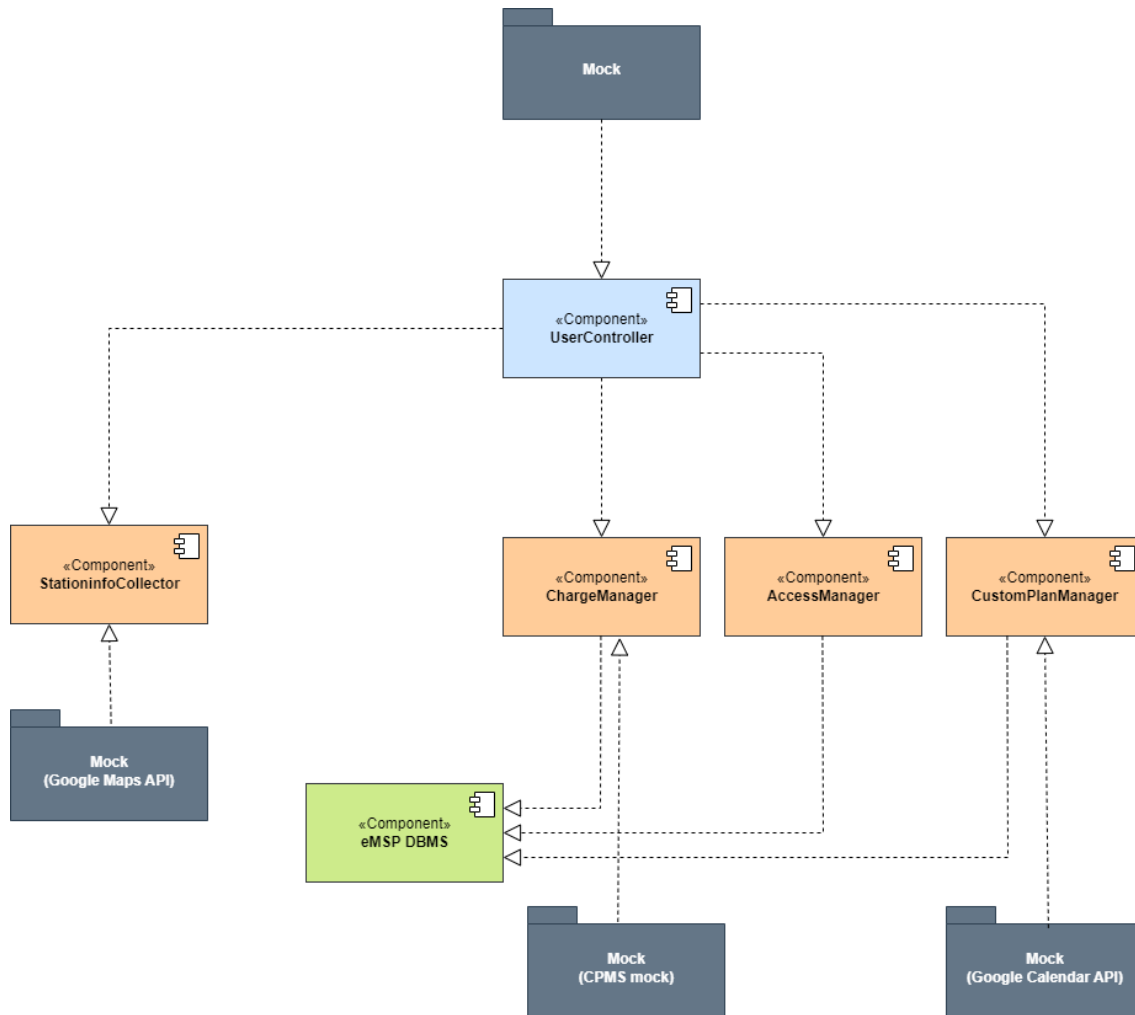 Mock
«Component»
UserController
«Component»
StationinfoCollector
«Component»
ChargeManager
«Component»
AccessManager
«Component»
CustomPlanManager
Mock
(Google Maps API)
«Component»
eMSP DBMS
Mock
(CPMS mock)
Mock
(Google Calendar API)